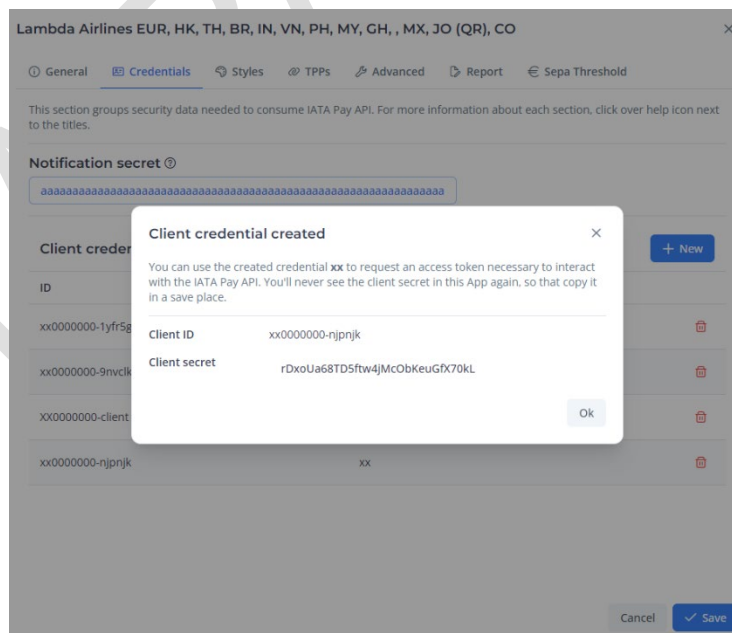 Lambda Airlines EUR, HK, TH, BR, IN, VN, PH, MY, GH, , MX, JO (QR), CO
General Credentials Styles TPPs Advanced Report Sepa Threshold
This section groups security data needed to consume IATA Pay API. For more information about each section, click over help icon next
to the titles.
Notification secret
Client credential created
You can use the created credential xx to request an access token necessary to interact
with the IATA Pay API. You'll never see the client secret in this App again, so that copy it
in a save place.
Client ID xx0000000-njpnjk
Client secret rDxoUa68TD5ftw4jMcObKeuGfX70kL
Ok
Client
+ New
ID
xx0000000-1yfr5g
xx0000000-9nvclk
XX0000000-client
xx0000000-njpnjk xx
Cancel Save